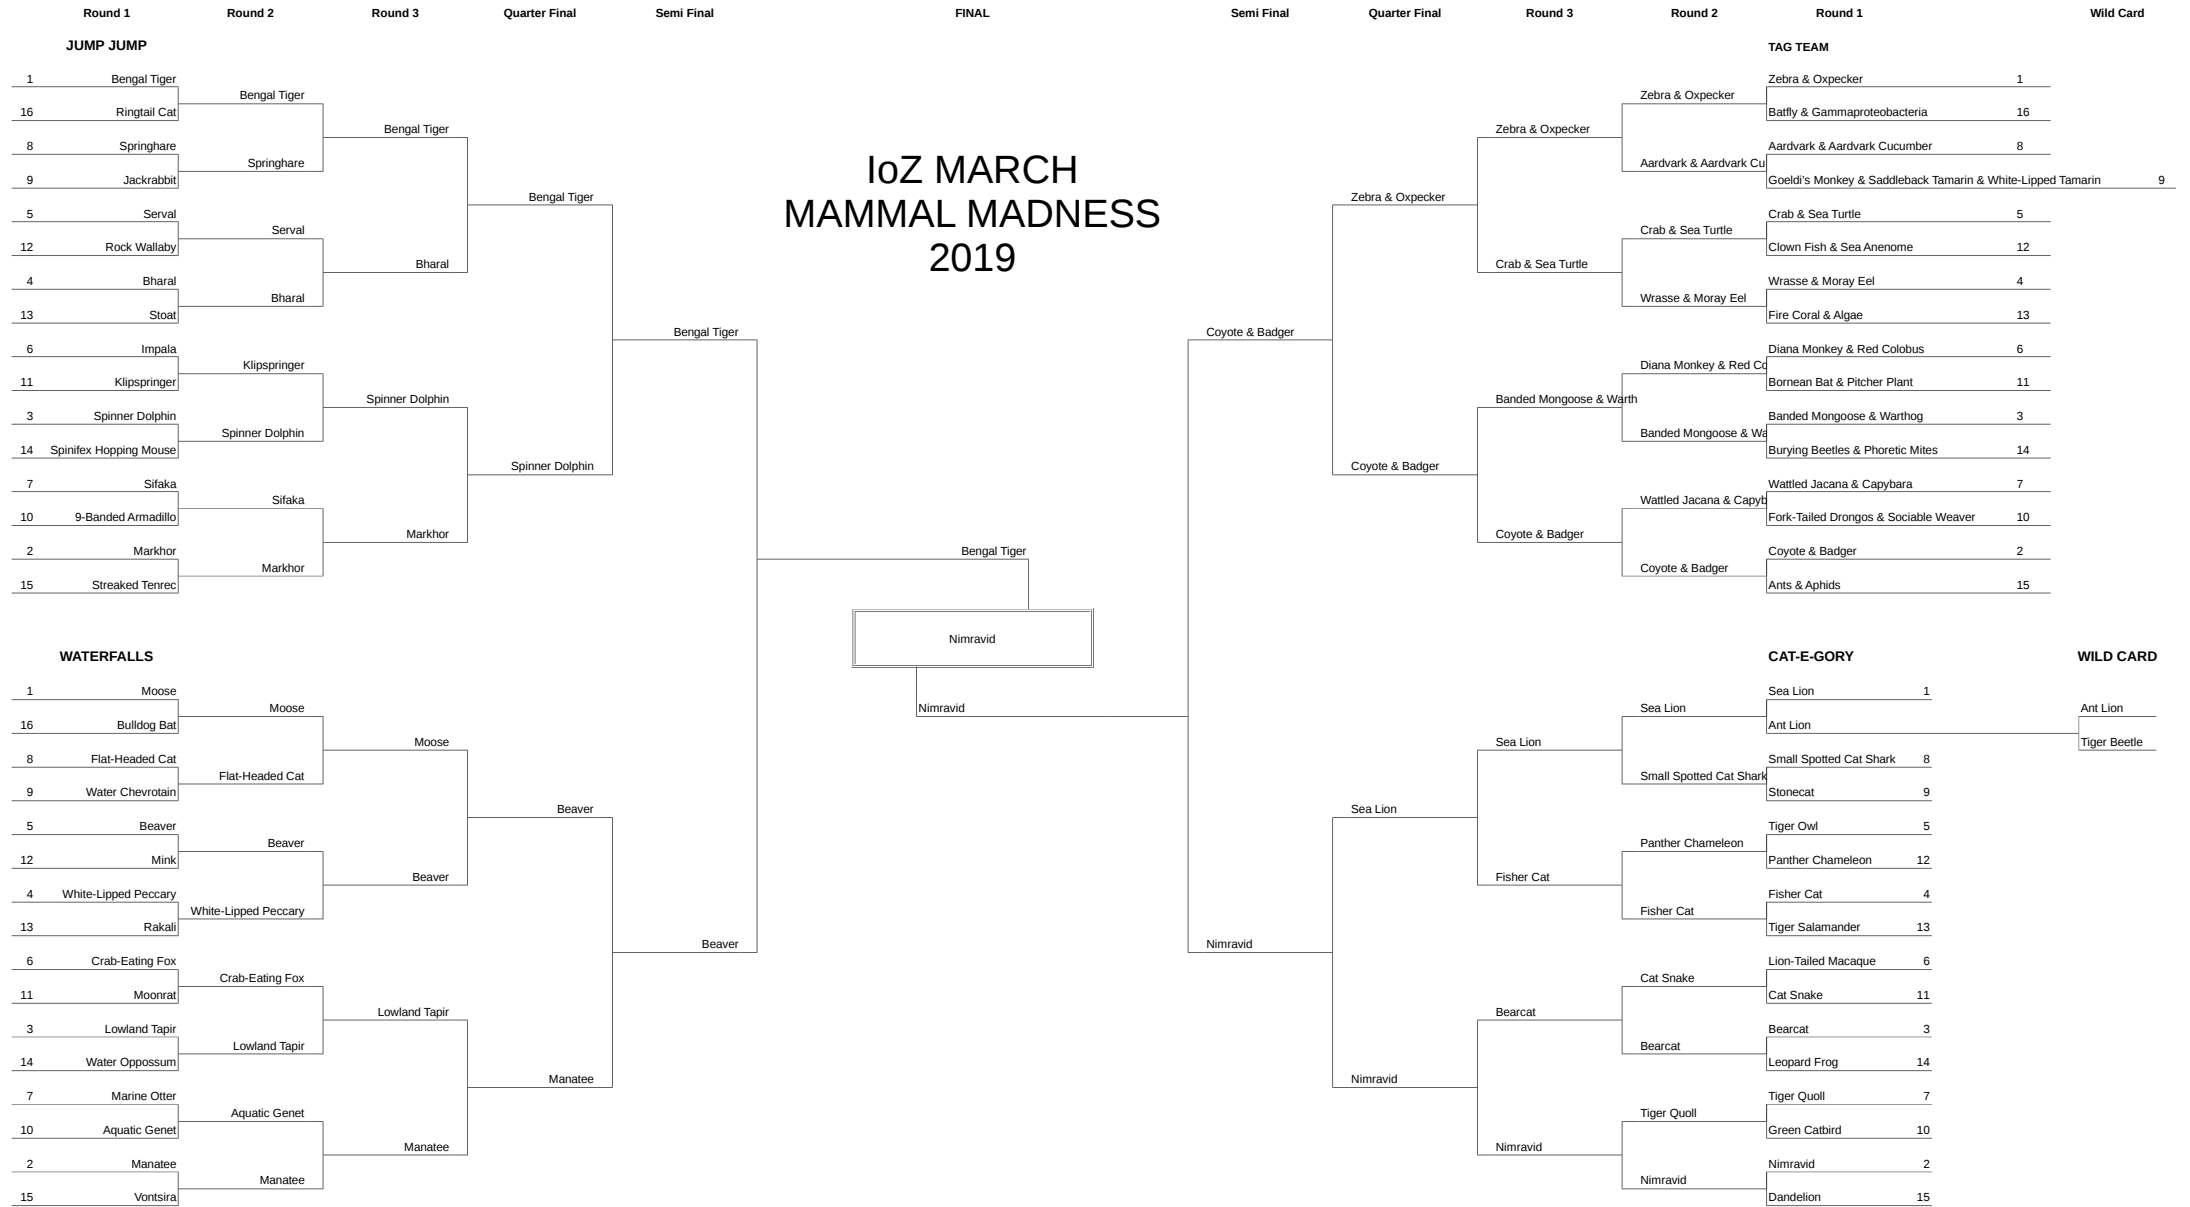 Round 1 Round 2 Round 3 Quarter Final Semi Final FINAL Semi Final Quarter Final Round 3 Round 2 Round 1 Wild Card
JUMP JUMP TAG TEAM
1 Bengal Tiger Zebra & Oxpecker 1
Bengal Tiger Zebra & Oxpecker
16 Ringtail Cat Batfly & Gammaproteobacteria 16
Bengal Tiger Zebra & Oxpecker
8 Springhare Aardvark & Aardvark Cucumber 8
Springhare Aardvark & Aardvark Cu
IoZ MARCH
9 Jackrabbit Goeldi's Monkey & Saddleback Tamarin & White-Lipped Tamarin 9
Bengal Tiger Zebra & Oxpecker
MAMMAL MADNESS
5 Serval Crab & Sea Turtle 5
Serval Crab & Sea Turtle
12 Rock Wallaby Clown Fish & Sea Anenome 12
2019
Bharal Crab & Sea Turtle
4 Bharal Wrasse & Moray Eel 4
Bharal Wrasse & Moray Eel
13 Stoat Fire Coral & Algae 13
Bengal Tiger Coyote & Badger
6 Impala Diana Monkey & Red Colobus 6
Klipspringer Diana Monkey & Red Co
11 Klipspringer Bornean Bat & Pitcher Plant 11
Spinner Dolphin Banded Mongoose & Warth
3 Spinner Dolphin Banded Mongoose & Warthog 3
Spinner Dolphin Banded Mongoose & Wa
14 Spinifex Hopping Mouse Burying Beetles & Phoretic Mites 14
Spinner Dolphin Coyote & Badger
7 Sifaka Wattled Jacana & Capybara 7
Sifaka Wattled Jacana & Capyb
10 9-Banded Armadillo Fork-Tailed Drongos & Sociable Weaver 10
Markhor Coyote & Badger
2 Markhor Bengal Tiger Coyote & Badger 2
Markhor Coyote & Badger
15 Streaked Tenrec Ants & Aphids 15
Nimravid
WATERFALLS CAT-E-GORY WILD CARD
1 Moose Sea Lion 1
Moose Nimravid Sea Lion Ant Lion
16 Bulldog Bat Ant Lion
Moose Sea Lion Tiger Beetle
8 Flat-Headed Cat Small Spotted Cat Shark 8
Flat-Headed Cat Small Spotted Cat Shark
9 Water Chevrotain Stonecat 9
Beaver Sea Lion
5 Beaver Tiger Owl 5
Beaver Panther Chameleon
12 Mink Panther Chameleon 12
Beaver Fisher Cat
4 White-Lipped Peccary Fisher Cat 4
White-Lipped Peccary Fisher Cat
13 Rakali Tiger Salamander 13
Beaver Nimravid
6 Crab-Eating Fox Lion-Tailed Macaque 6
Crab-Eating Fox Cat Snake
11 Moonrat Cat Snake 11
Lowland Tapir Bearcat
3 Lowland Tapir Bearcat 3
Lowland Tapir Bearcat
14 Water Oppossum Leopard Frog 14
Manatee Nimravid
7 Marine Otter Tiger Quoll 7
Aquatic Genet Tiger Quoll
10 Aquatic Genet Green Catbird 10
Manatee Nimravid
2 Manatee Nimravid 2
Manatee Nimravid
15 Vontsira Dandelion 15